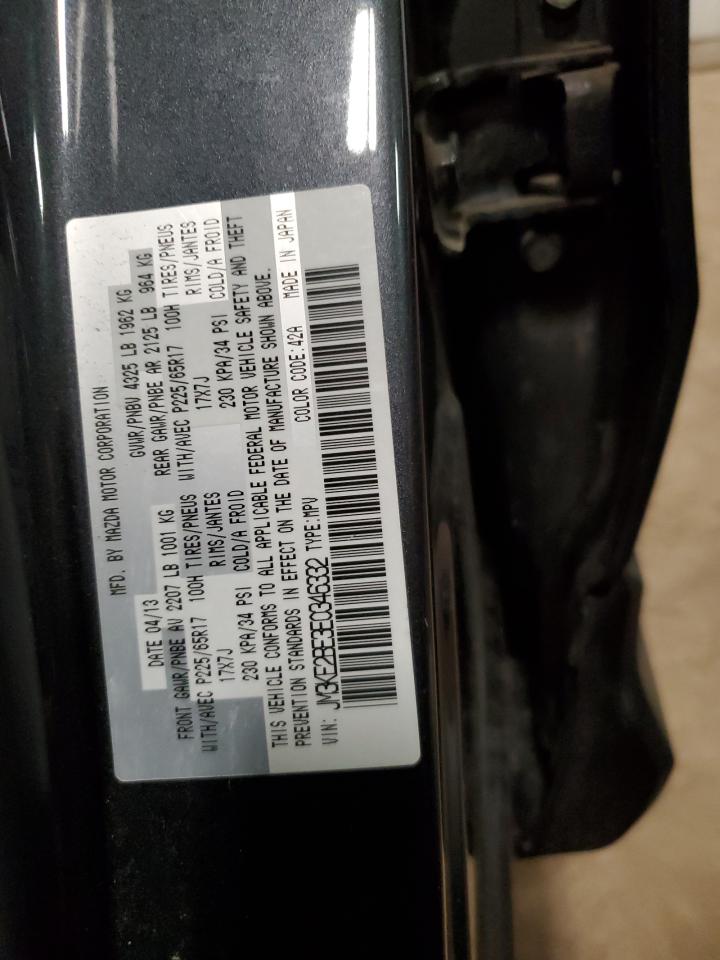 MFD. BY MAZDA MOTOR CORPORATION
DATE 04/13 GVWR/PNBV 4325 LB 1962 KG
FRONT GAWR/PNBE AV 2207 LB 1001 KG REAR GAWR/PNBE AR 2125 LB 964 KG
WITH/AVEC P225/65R17 100H TIRES/PNEUS WITH/AVEC P225/65R17 100H TIRES/PNEUS
17X7J RIMS/JANTES 17X7J RIMS/JANTES
230 KPA/34 PSI COLD/A FROID 230 KPA/34 PSI COLD/A FROID
THIS VEHICLE CONFORMS TO ALL APPLICABLE FEDERAL MOTOR VEHICLE SAFETY AND THEFT
PREVENTION STANDARDS IN EFFECT ON THE DATE OF MANUFACTURE SHOWN ABOVE.
VIN: JM3KE2BE3E0346332 TYPE:MPV COLOR CODE:42A MADE IN JAPAN